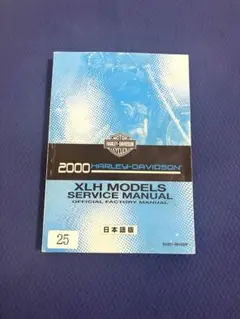 MOTOR
HARLEY-DAVIDSON
CYCLES
2000 HARLEY-DAVIDSON
XLH MODELS
SERVICE MANUAL
OFFICIAL FACTORY MANUAL
日本語版
25